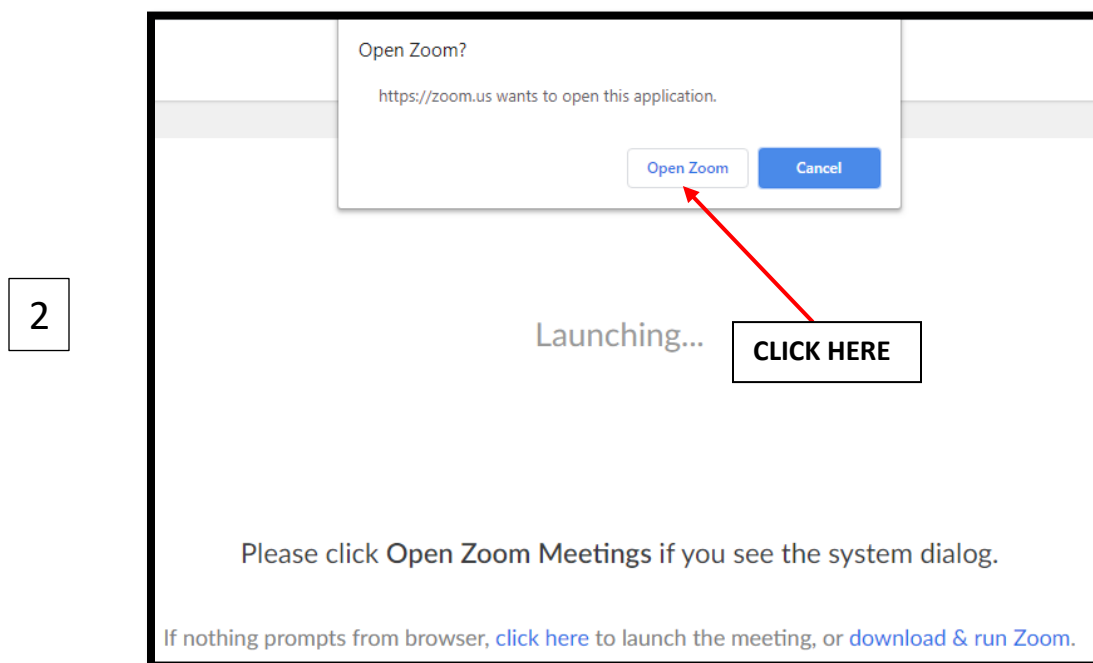 Open Zoom?
https://zoom.us wants to open this application.
Open Zoom Cancel
2
Launching...
CLICK HERE
Please click Open Zoom Meetings if you see the system dialog.
If nothing prompts from browser, click here to launch the meeting, or download & run Zoom.